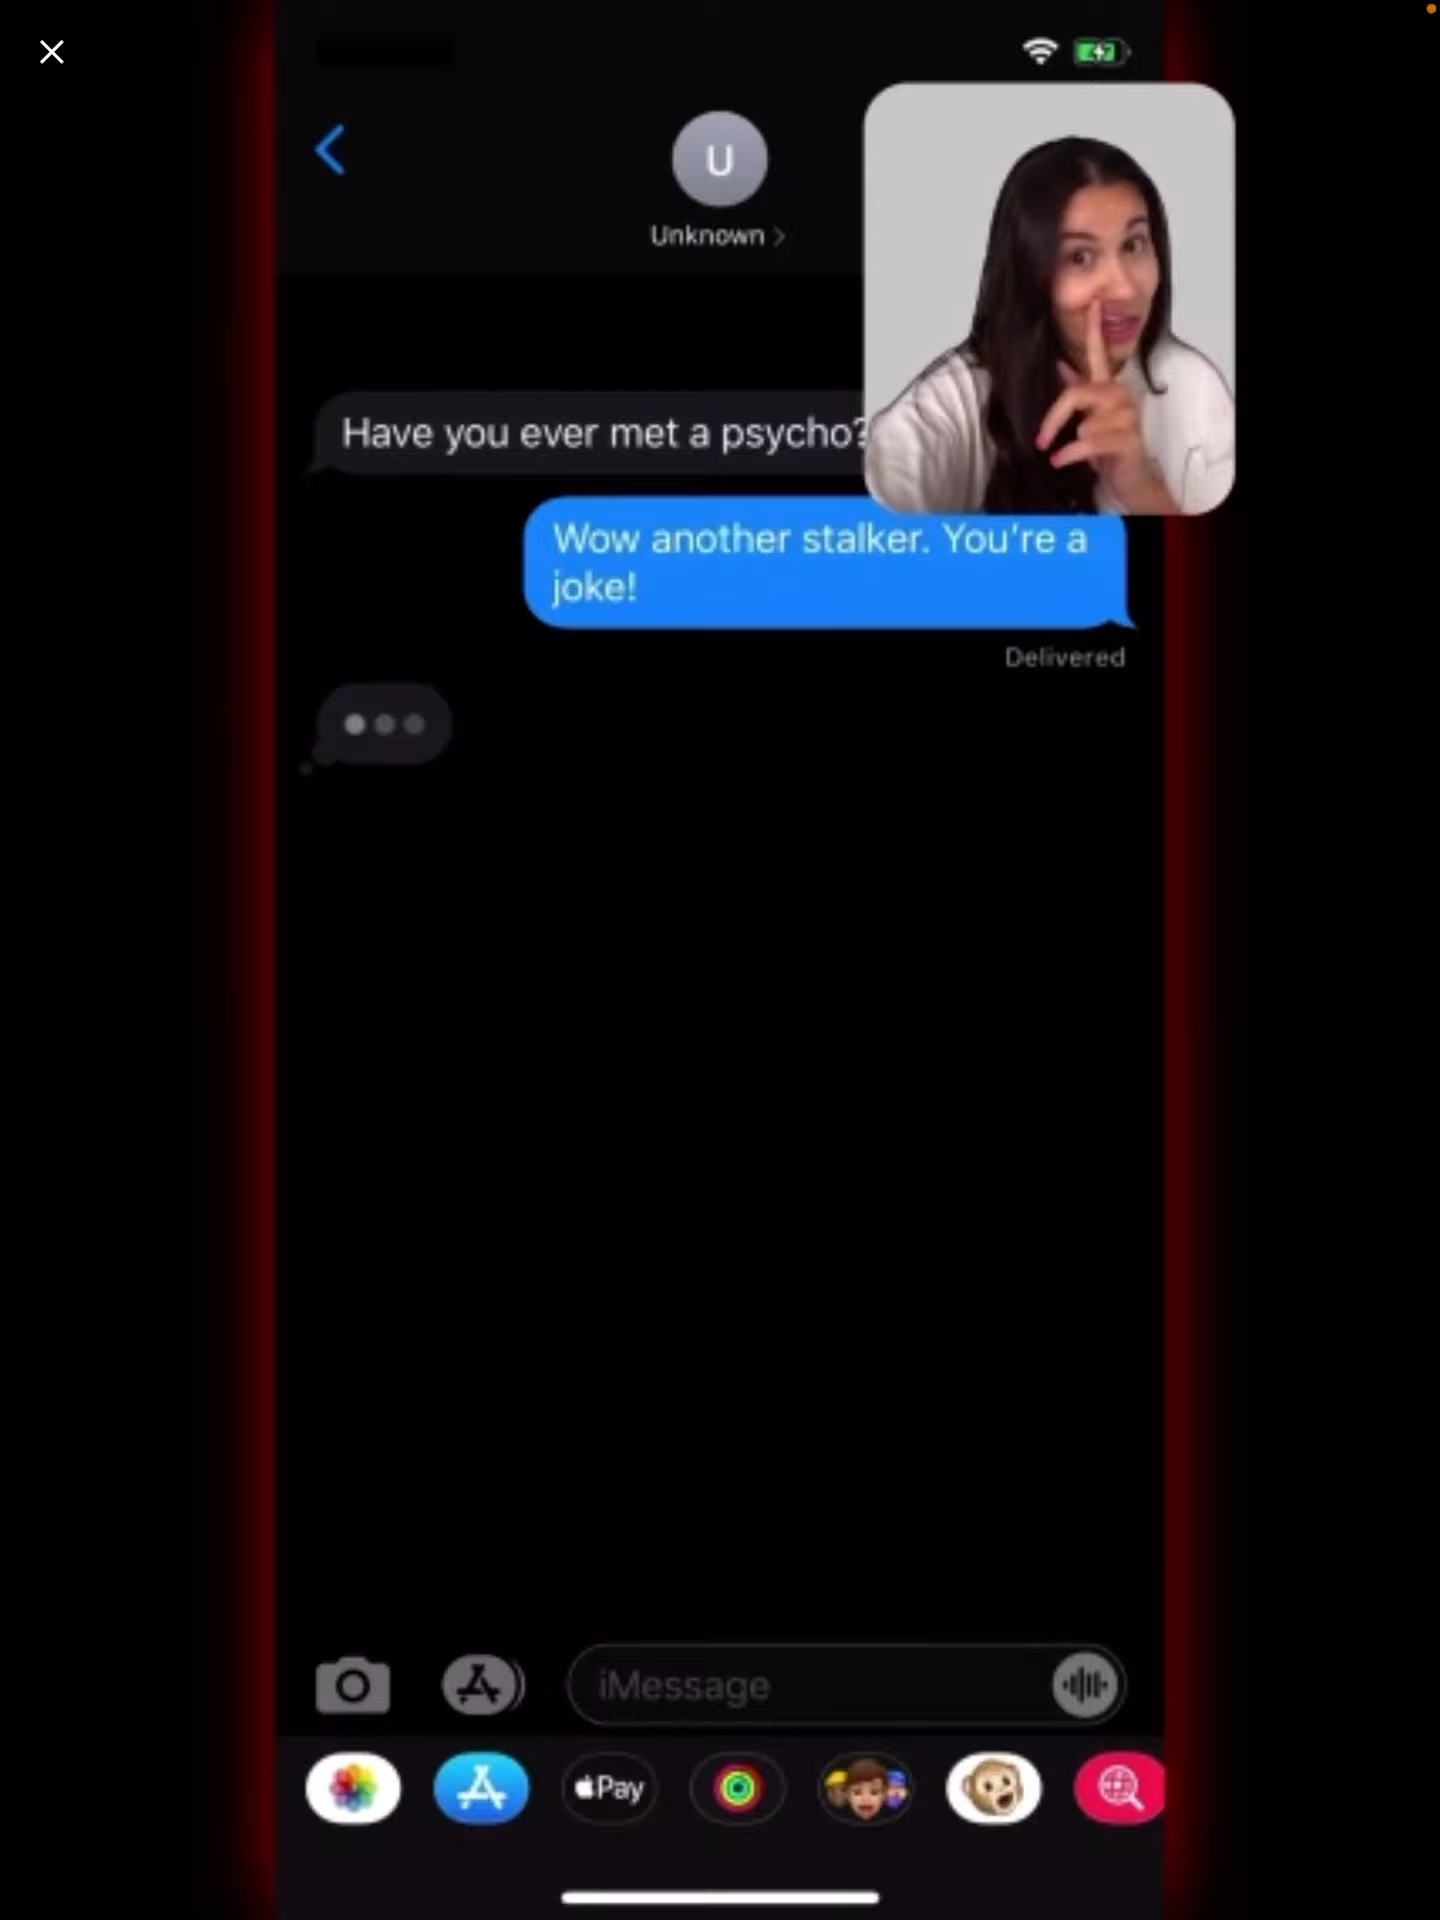 U
Unknown
Have you ever met a psycho?
Wow another stalker. You're a
joke!
Delivered
iMessage
Pay